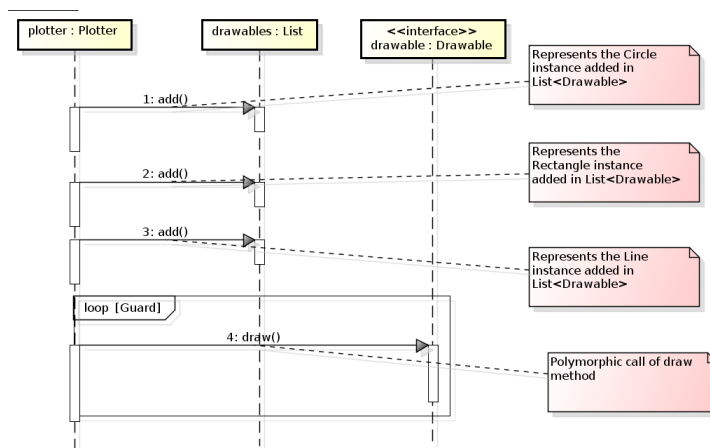 plotter : Plotter
drawables : List
<<interface>>
drawable : Drawable
Represents the Circle
instance added in
List<Drawable>
1: add()
Represents the
Rectangle instance
added in List<Drawable>
2: add()
3: add()
Represents the Line
instance added in
List<Drawable>
loop [Guard]
4: draw()
Polymorphic call of draw
method